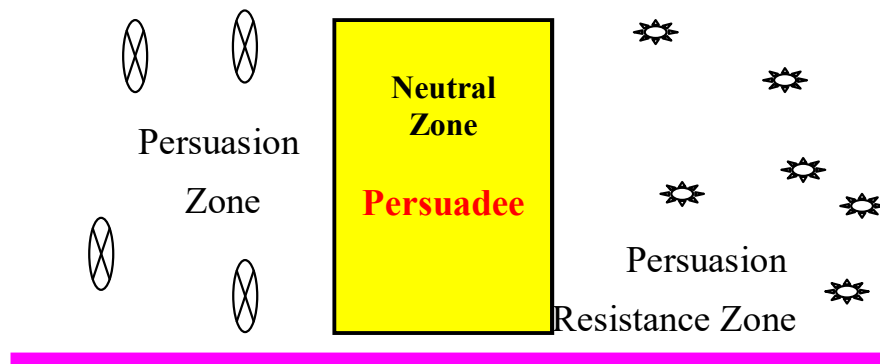 Persuasion
Zone
Neutral
Zone
Persuadee
Persuasion
Resistance Zone